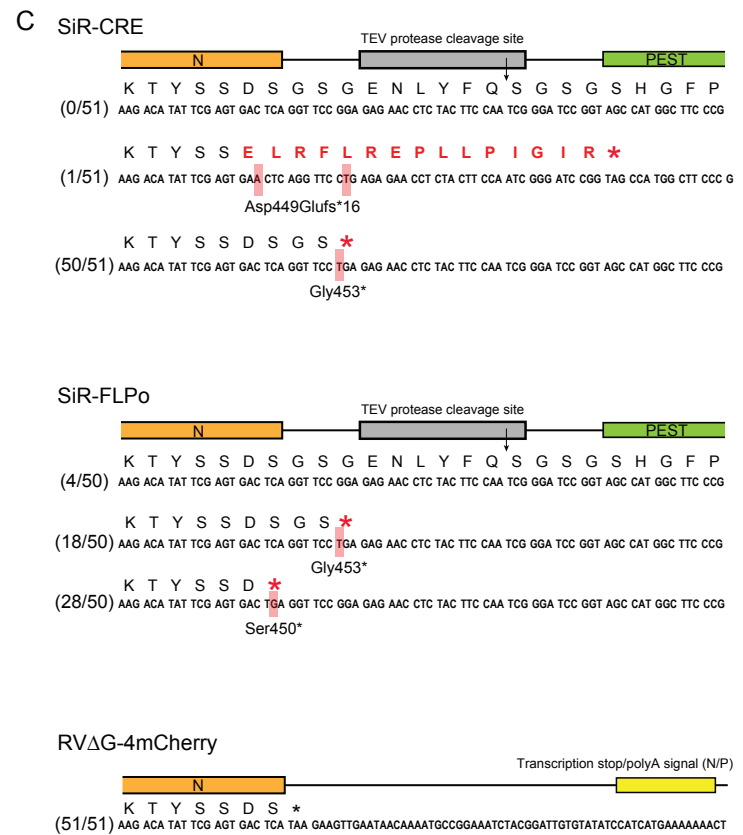 C
SiR-CRE
TEV protease cleavage site
N PEST
K T Y S S D S G S G E N L Y F Q S G S G S H G F P
(0/51) AAG ACA TAT TCG AGT GAC TCA GGT TCC GGA GAG AAC CTC TAC TTC CAA TCG GGA TCC GGT AGC CAT GGC TTC CCG
K T Y S S E L R F L R E P L L P I G I R *
(1/51) AAG ACA TAT TCG AGT GAA CTC AGG TTC CTG AGA GAA CCT CTA CTT CCA ATC GGG ATC CGG TAG CCA TGG CTT CCC G
Asp449Glufs*16
K T Y S S D S G S *
(50/51) AAG ACA TAT TCG AGT GAC TCA GGT TCC TGA GAG AAC CTC TAC TTC CAA TCG GGA TCC GGT AGC CAT GGC TTC CCG
Gly453*
SiR-FLPo
TEV protease cleavage site
N PEST
K T Y S S D S G S G E N L Y F Q S G S G S H G F P
(4/50) AAG ACA TAT TCG AGT GAC TCA GGT TCC GGA GAG AAC CTC TAC TTC CAA TCG GGA TCC GGT AGC CAT GGC TTC CCG
K T Y S S D S G S *
(18/50) AAG ACA TAT TCG AGT GAC TCA GGT TCC TGA GAG AAC CTC TAC TTC CAA TCG GGA TCC GGT AGC CAT GGC TTC CCG
Gly453*
K T Y S S D *
(28/50) AAG ACA TAT TCG AGT GAC TGA GGT TCC GGA GAG AAC CTC TAC TTC CAA TCG GGA TCC GGT AGC CAT GGC TTC CCG
Ser450*
RVΔG-4mCherry
Transcription stop/polyA signal (N/P)
N
K T Y S S D S *
(51/51) AAG ACA TAT TCG AGT GAC TCA TAA GAAGTTGAATAACAAAATGCCGGAAATCTACGGATTGTGTATATCCATCATGAAAAAAACT